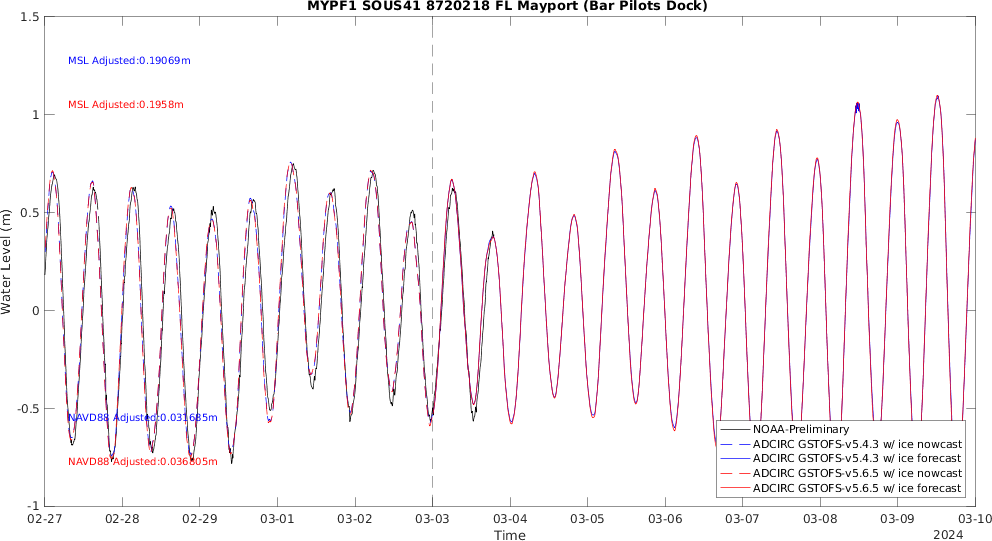 MYPF1 SOUS41 8720218 FL Mayport (Bar Pilots Dock)
1.5
1
0.5
0
-0.5
-1
Water Level (m)
MSL Adjusted:0.19069m
MSL Adjusted:0.1958m
NAVD88 Adjusted:0.031685m
NAVD88 Adjusted:0.036805m
NOAA-Preliminary
ADCIRC GSTOFS-v5.4.3 w/ ice nowcast
ADCIRC GSTOFS-v5.4.3 w/ ice forecast
ADCIRC GSTOFS-v5.6.5 w/ ice nowcast
ADCIRC GSTOFS-v5.6.5 w/ ice forecast
02-27 02-28 02-29 03-01 03-02 03-03 03-04 03-05 03-06 03-07 03-08 03-09 03-10
Time
2024